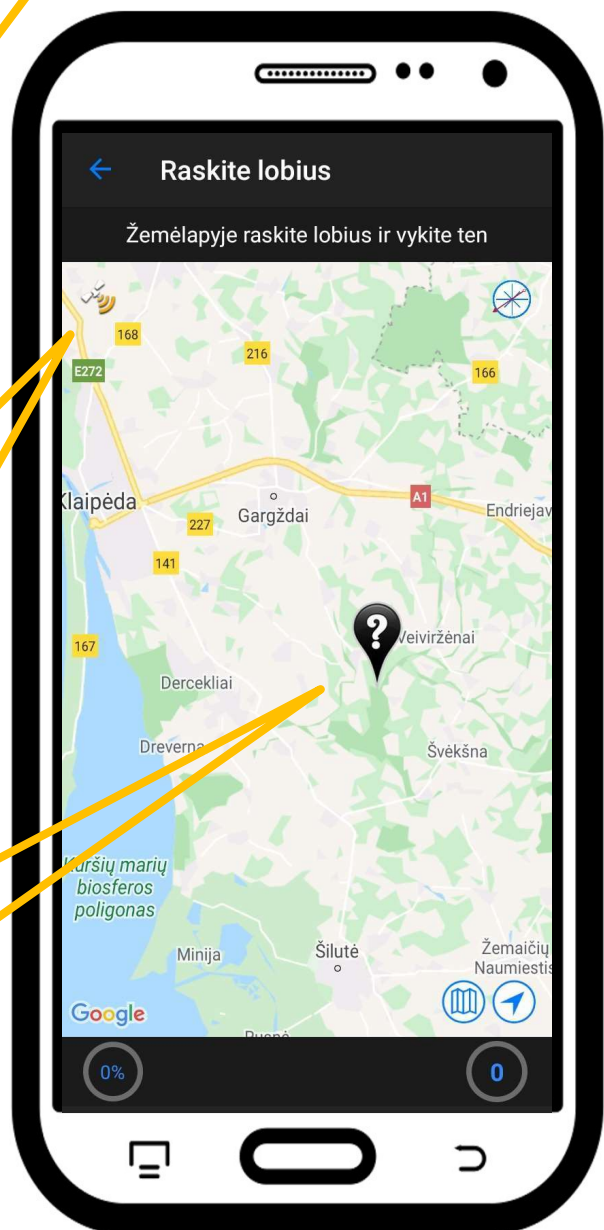 Raskite lobius
Žemėlapyje raskite lobius ir vykite ten
168
216
E272
166
Klaipėda
A1
Gargždai
Endriejav
227
141
?
Veiviržėnai
167
Dercekliai
Dreverna
Švėkšna
Kuršių marių
biosferos
poligonas
Minija
Šilutė
Žemaičių
Naumiestis
Google
0%
0